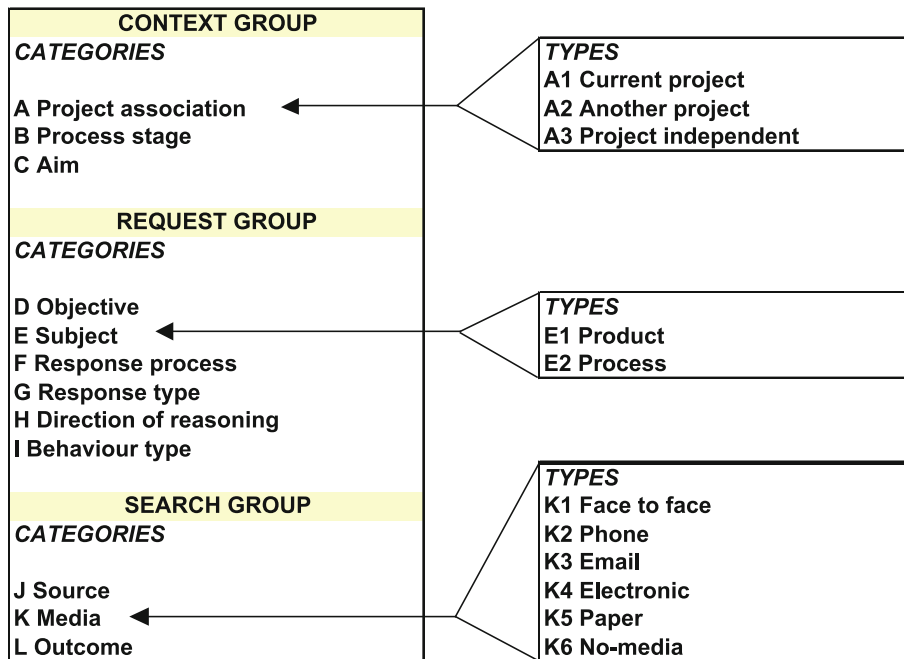 CONTEXT GROUP
CATEGORIES
A Project association
B Process stage
C Aim
REQUEST GROUP
CATEGORIES
D Objective
E Subject
F Response process
G Response type
H Direction of reasoning
I Behaviour type
SEARCH GROUP
CATEGORIES
J Source
K Media
L Outcome
TYPES
A1 Current project
A2 Another project
A3 Project independent
TYPES
E1 Product
E2 Process
TYPES
K1 Face to face
K2 Phone
K3 Email
K4 Electronic
K5 Paper
K6 No-media